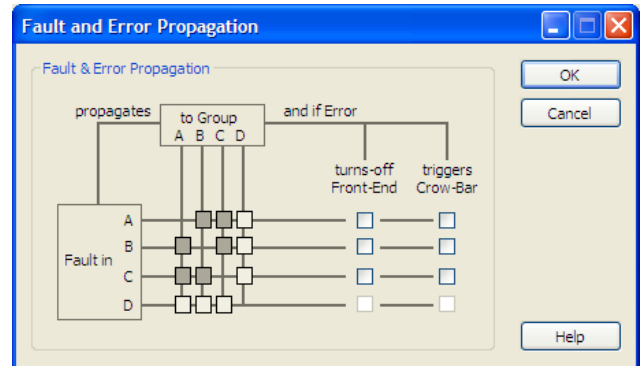 Fault and Error Propagation
Fault & Error Propagation
OK
Cancel
propagates
to Group
A B C D
and if Error
turns-off
Front-End
triggers
Crow-Bar
Fault in
A
B
C
D
Help